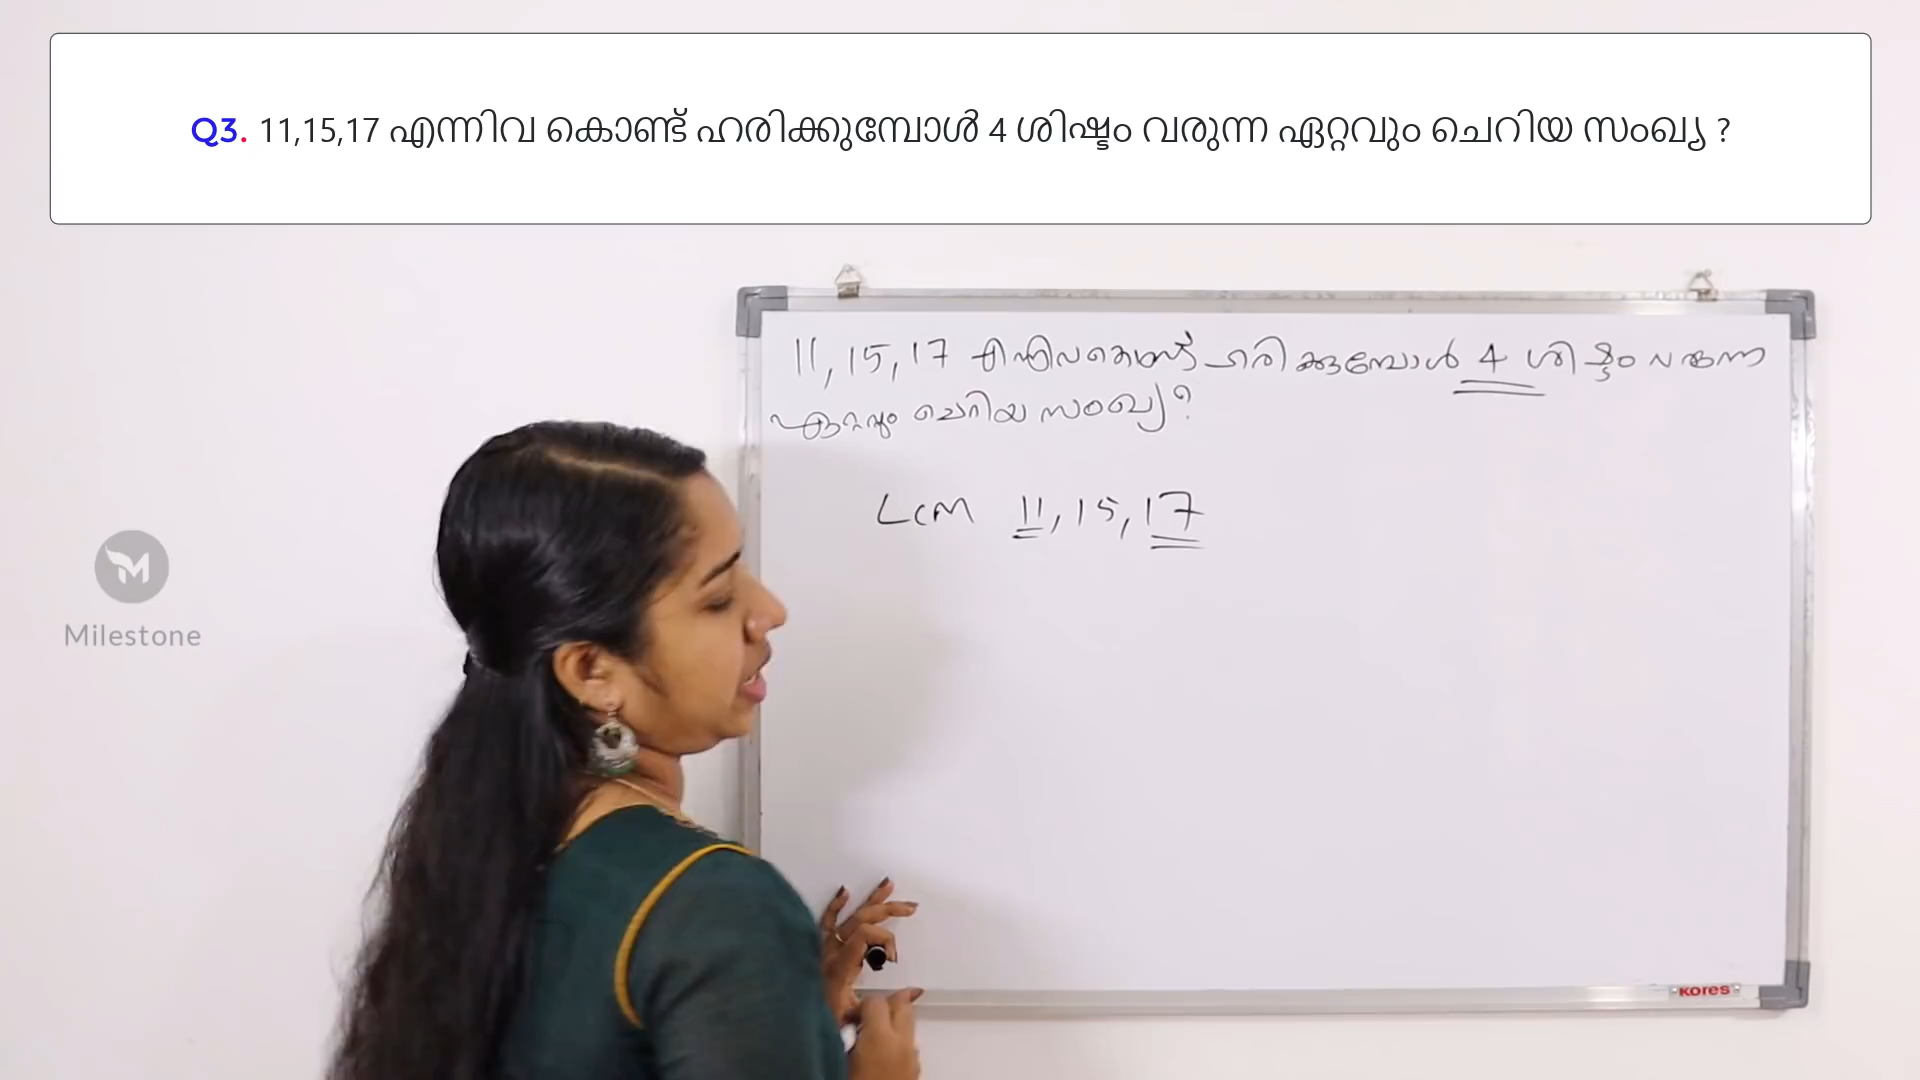 Q3. 11,15,17 എന്നിവ കൊണ്ട് ഹരിക്കുമ്പോൾ 4 ശിഷ്ടം വരുന്ന ഏറ്റവും ചെറിയ സംഖ്യ ?
11, 15, 17 എന്നിവകൊണ്ട് ഹരിക്കുമ്പോൾ 4 ശിഷ്ടം വരുന്ന
ഏറ്റവും ചെറിയ സംഖ്യ?
LCM 11, 15, 17
Milestone
KORES